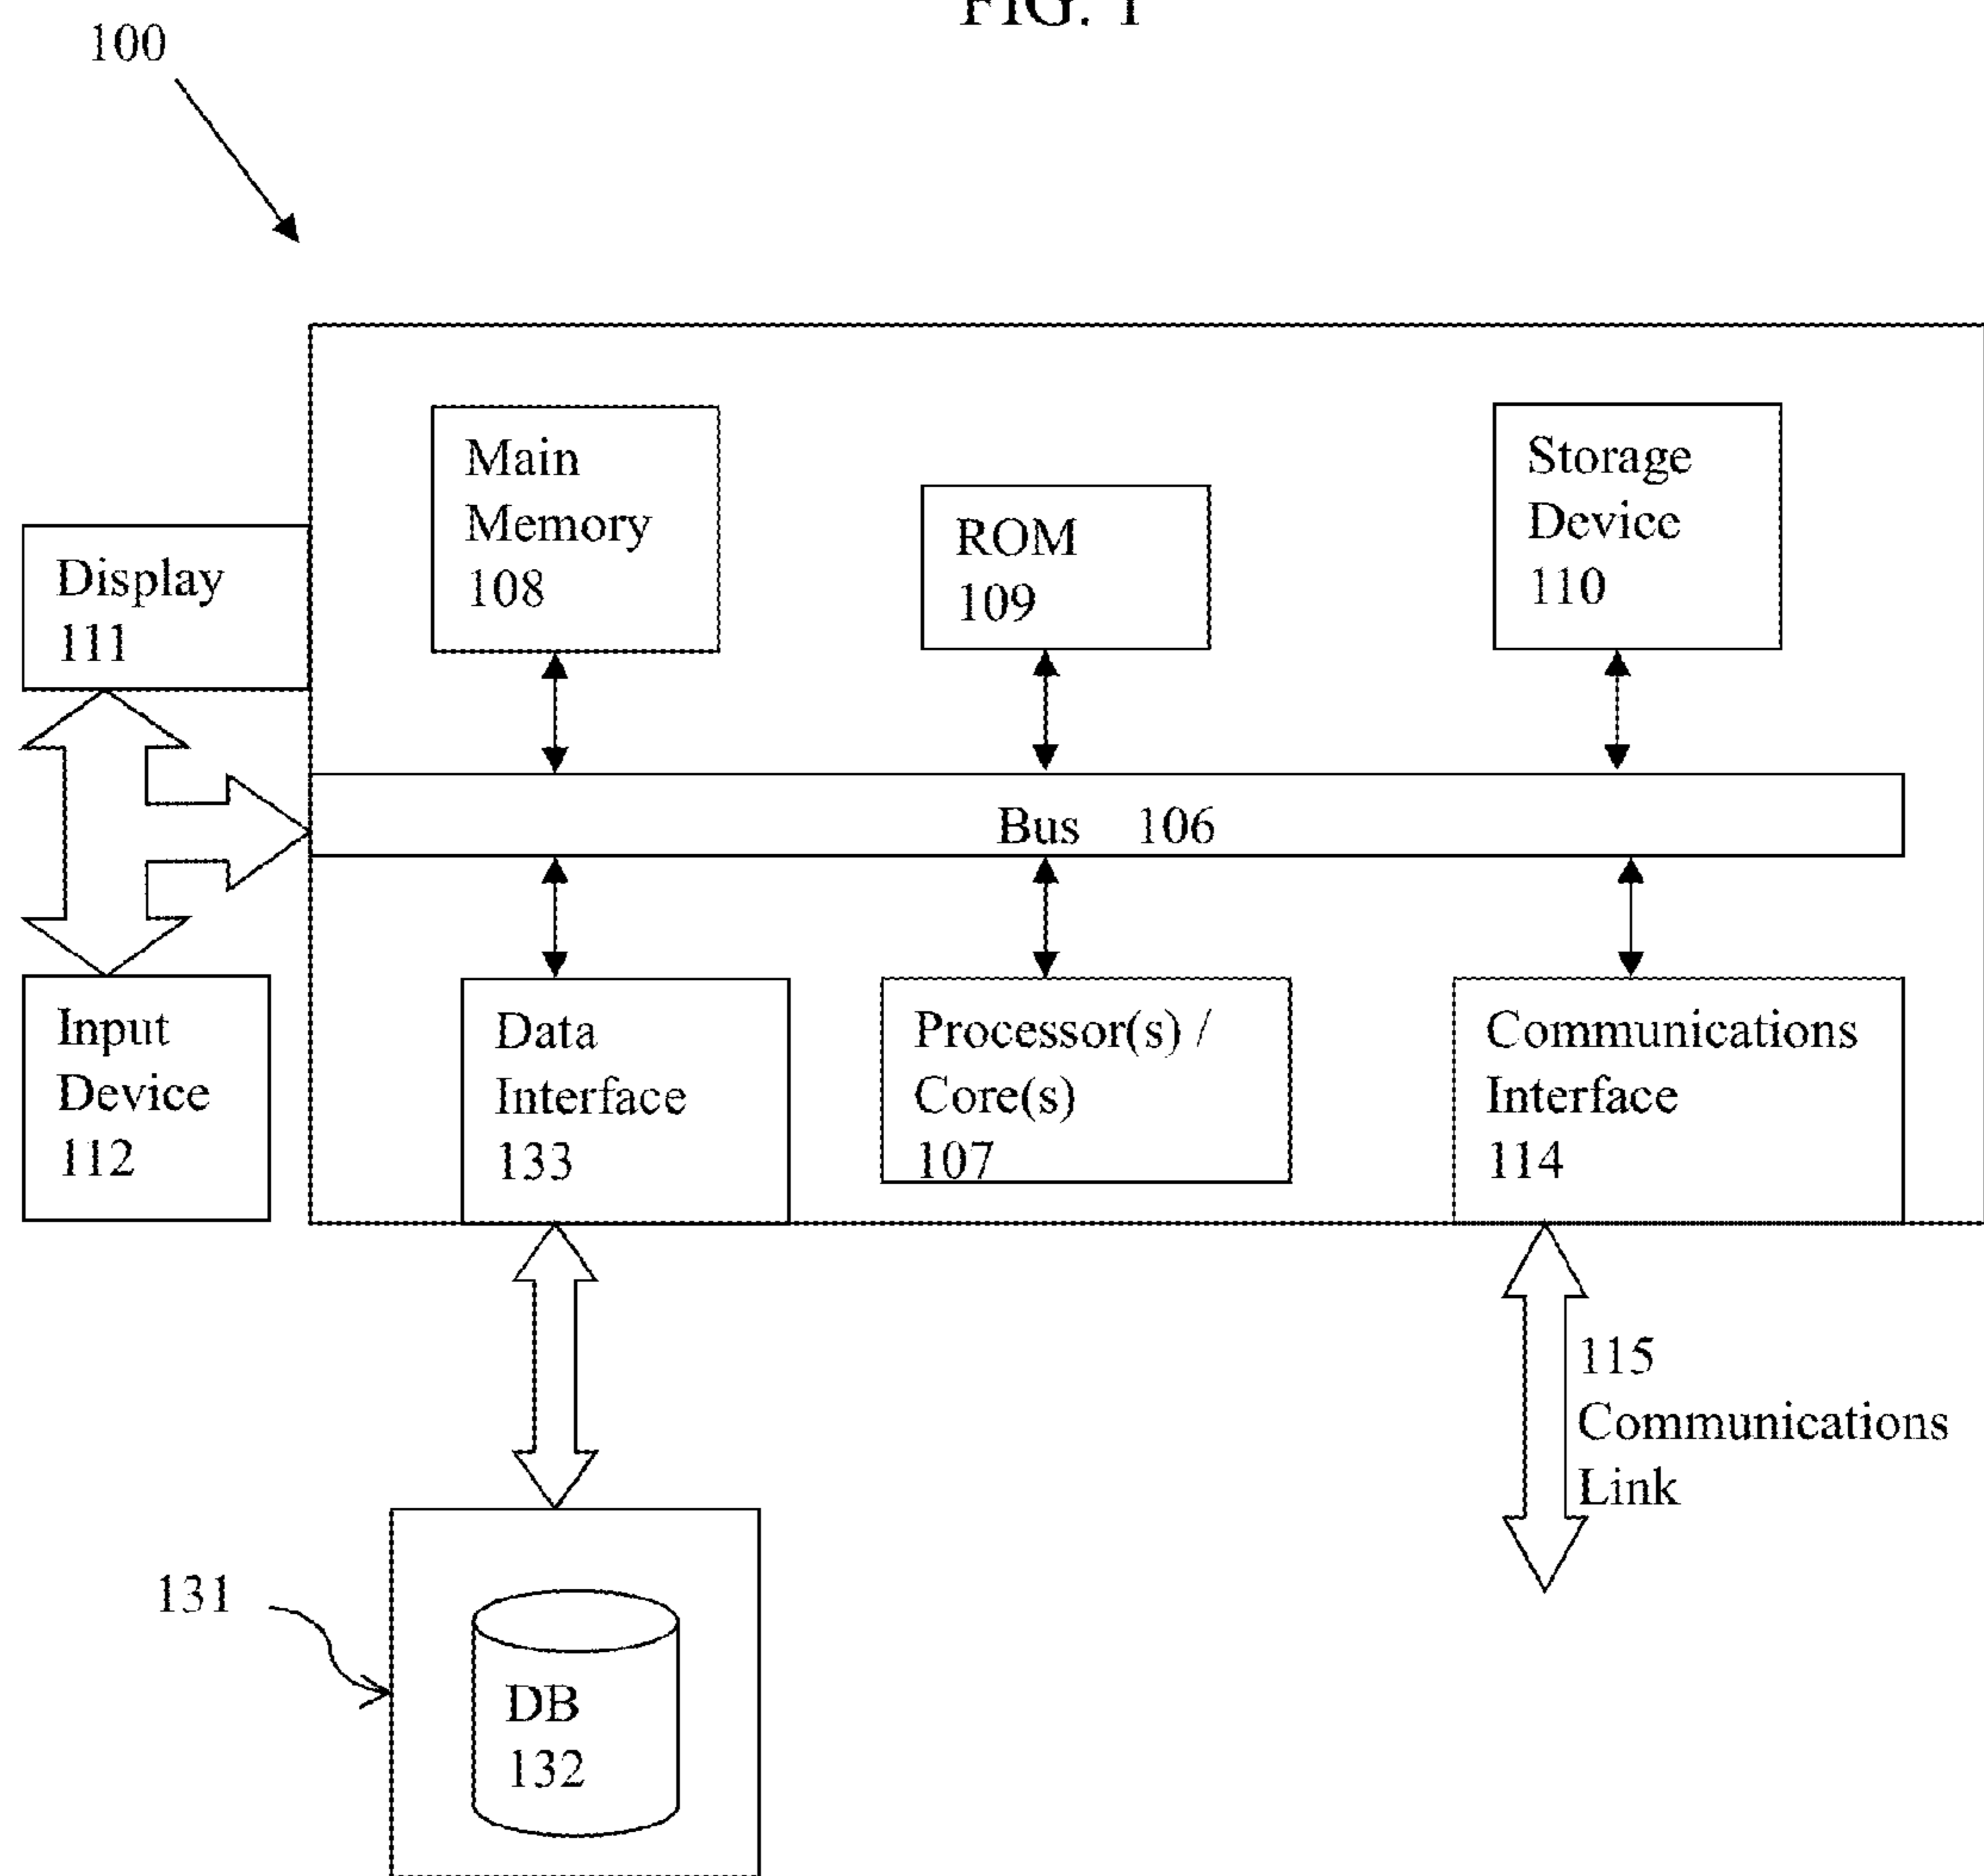 FIG. 1
100
Main
Memory
108
ROM
109
Storage
Device
110
Display
111
Bus 106
Input
Device
112
Data
Interface
133
Processor(s) /
Core(s)
107
Communications
Interface
114
115
Communications
Link
131
DB
132